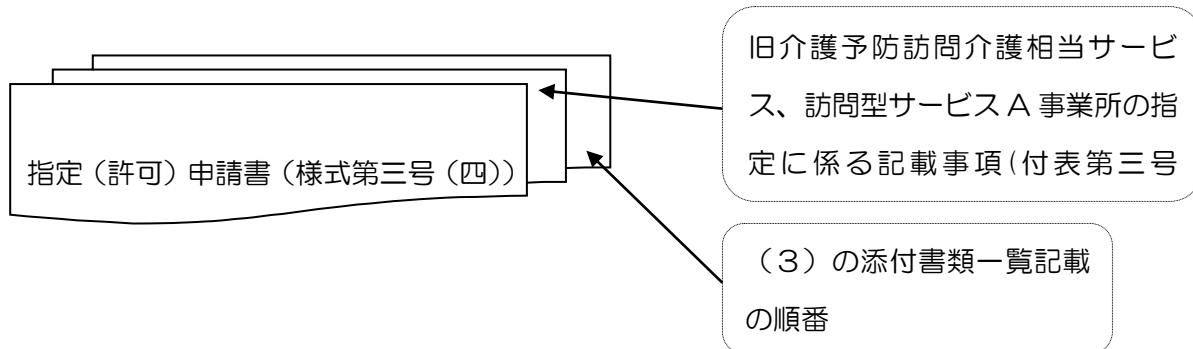 旧介護予防訪問介護相当サービ
ス、訪問型サービスA 事業所の指
定に係る記載事項(付表第三号
指定（許可）申請書（様式第三号（四））
（３）の添付書類一覧記載
の順番